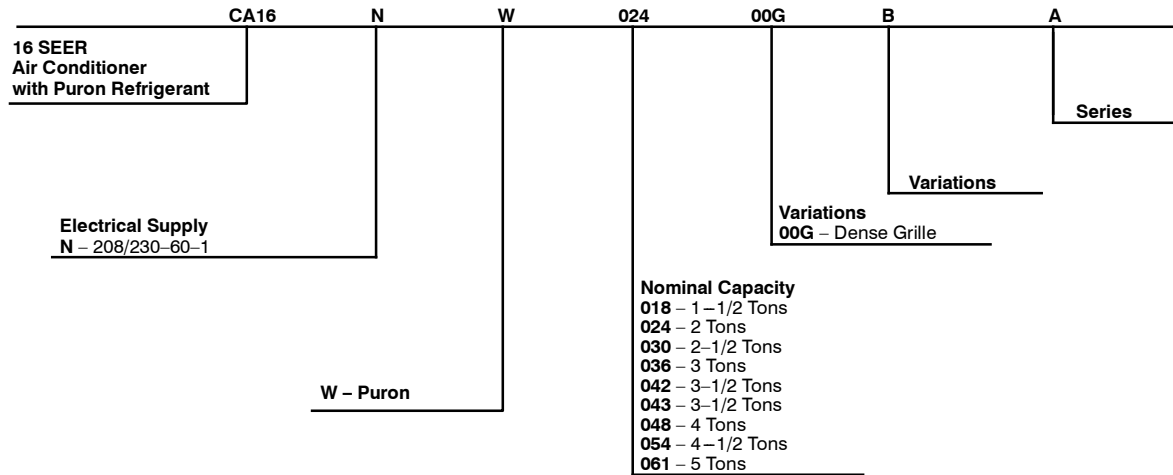 CA16 N W 024 00G B A
16 SEER
Air Conditioner
with Puron Refrigerant
Series
Variations
Electrical Supply
N – 208/230–60–1
Variations
00G – Dense Grille
Nominal Capacity
018 – 1–1/2 Tons
024 – 2 Tons
030 – 2–1/2 Tons
036 – 3 Tons
042 – 3–1/2 Tons
043 – 3–1/2 Tons
048 – 4 Tons
054 – 4–1/2 Tons
061 – 5 Tons
W – Puron